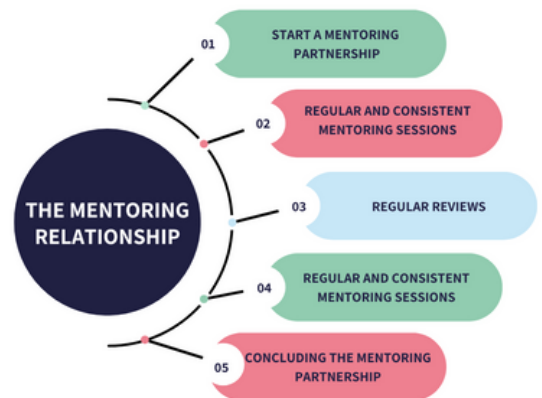 THE MENTORING
RELATIONSHIP
01
START A MENTORING
PARTNERSHIP
02
REGULAR AND CONSISTENT
MENTORING SESSIONS
03
REGULAR REVIEWS
04
REGULAR AND CONSISTENT
MENTORING SESSIONS
05
CONCLUDING THE MENTORING
PARTNERSHIP